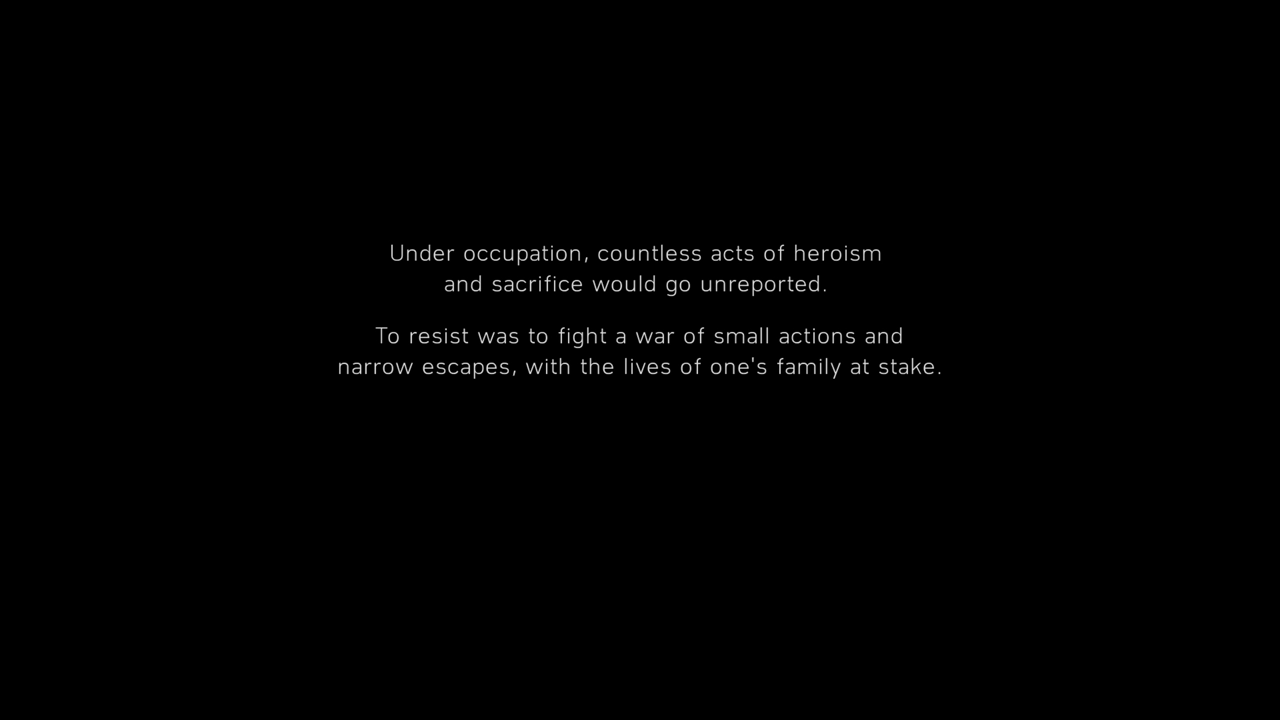 Under occupation, countless acts of heroism
and sacrifice would go unreported.
To resist was to fight a war of small actions and
narrow escapes, with the lives of one's family at stake.